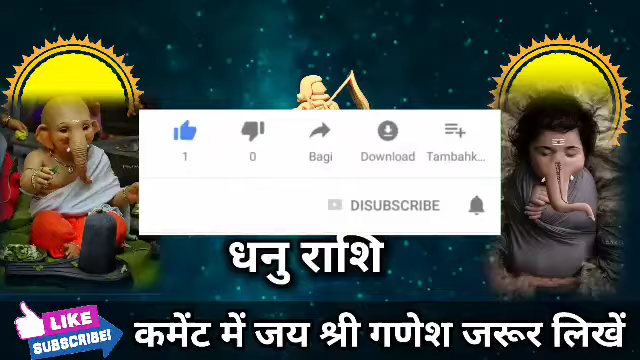 1 0 Bagi Download Tambahk...
DISUBSCRIBE
धनु राशि
LIKE
SUBSCRIBE!
कमेंट में जय श्री गणेश जरूर लिखें